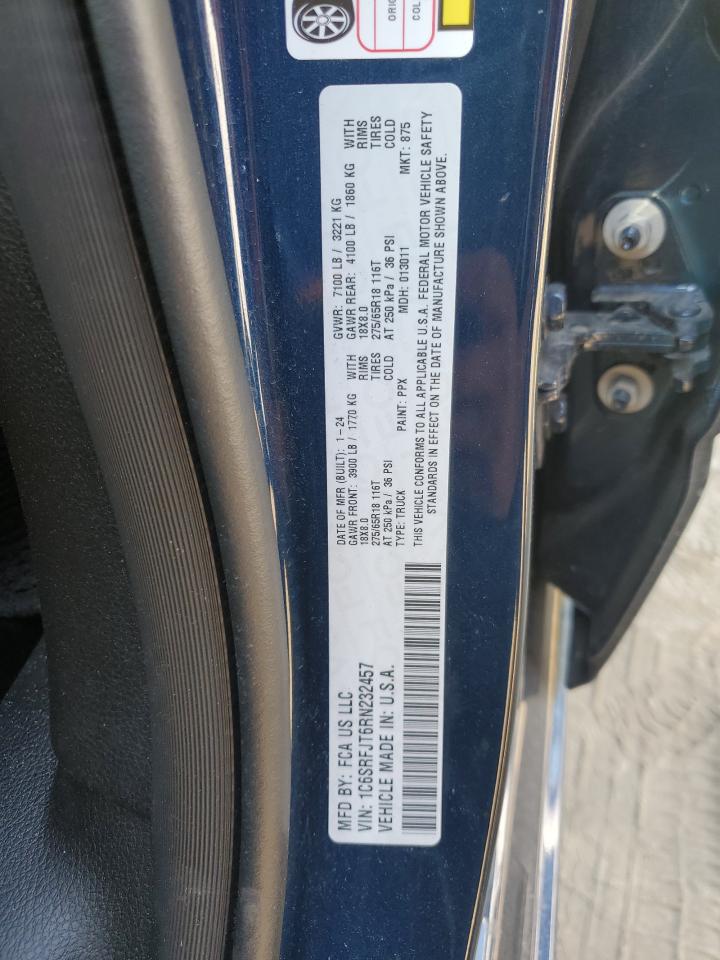 ORIG
COL
MFD BY: FCA US LLC
VIN: 1C6SRFJT6RN232457
VEHICLE MADE IN: U.S.A.
DATE OF MFR (BUILT): 1-24 GVWR: 7100 LB / 3221 KG
GAWR FRONT: 3900 LB / 1770 KG WITH GAWR REAR: 4100 LB / 1860 KG WITH
18X8.0 RIMS 18X8.0 RIMS
275/65R18 116T TIRES 275/65R18 116T TIRES
AT 250 kPa / 36 PSI COLD AT 250 kPa / 36 PSI COLD
TYPE: TRUCK PAINT: PPX MDH: 013011 MKT: 875
THIS VEHICLE CONFORMS TO ALL APPLICABLE U.S.A. FEDERAL MOTOR VEHICLE SAFETY
STANDARDS IN EFFECT ON THE DATE OF MANUFACTURE SHOWN ABOVE.